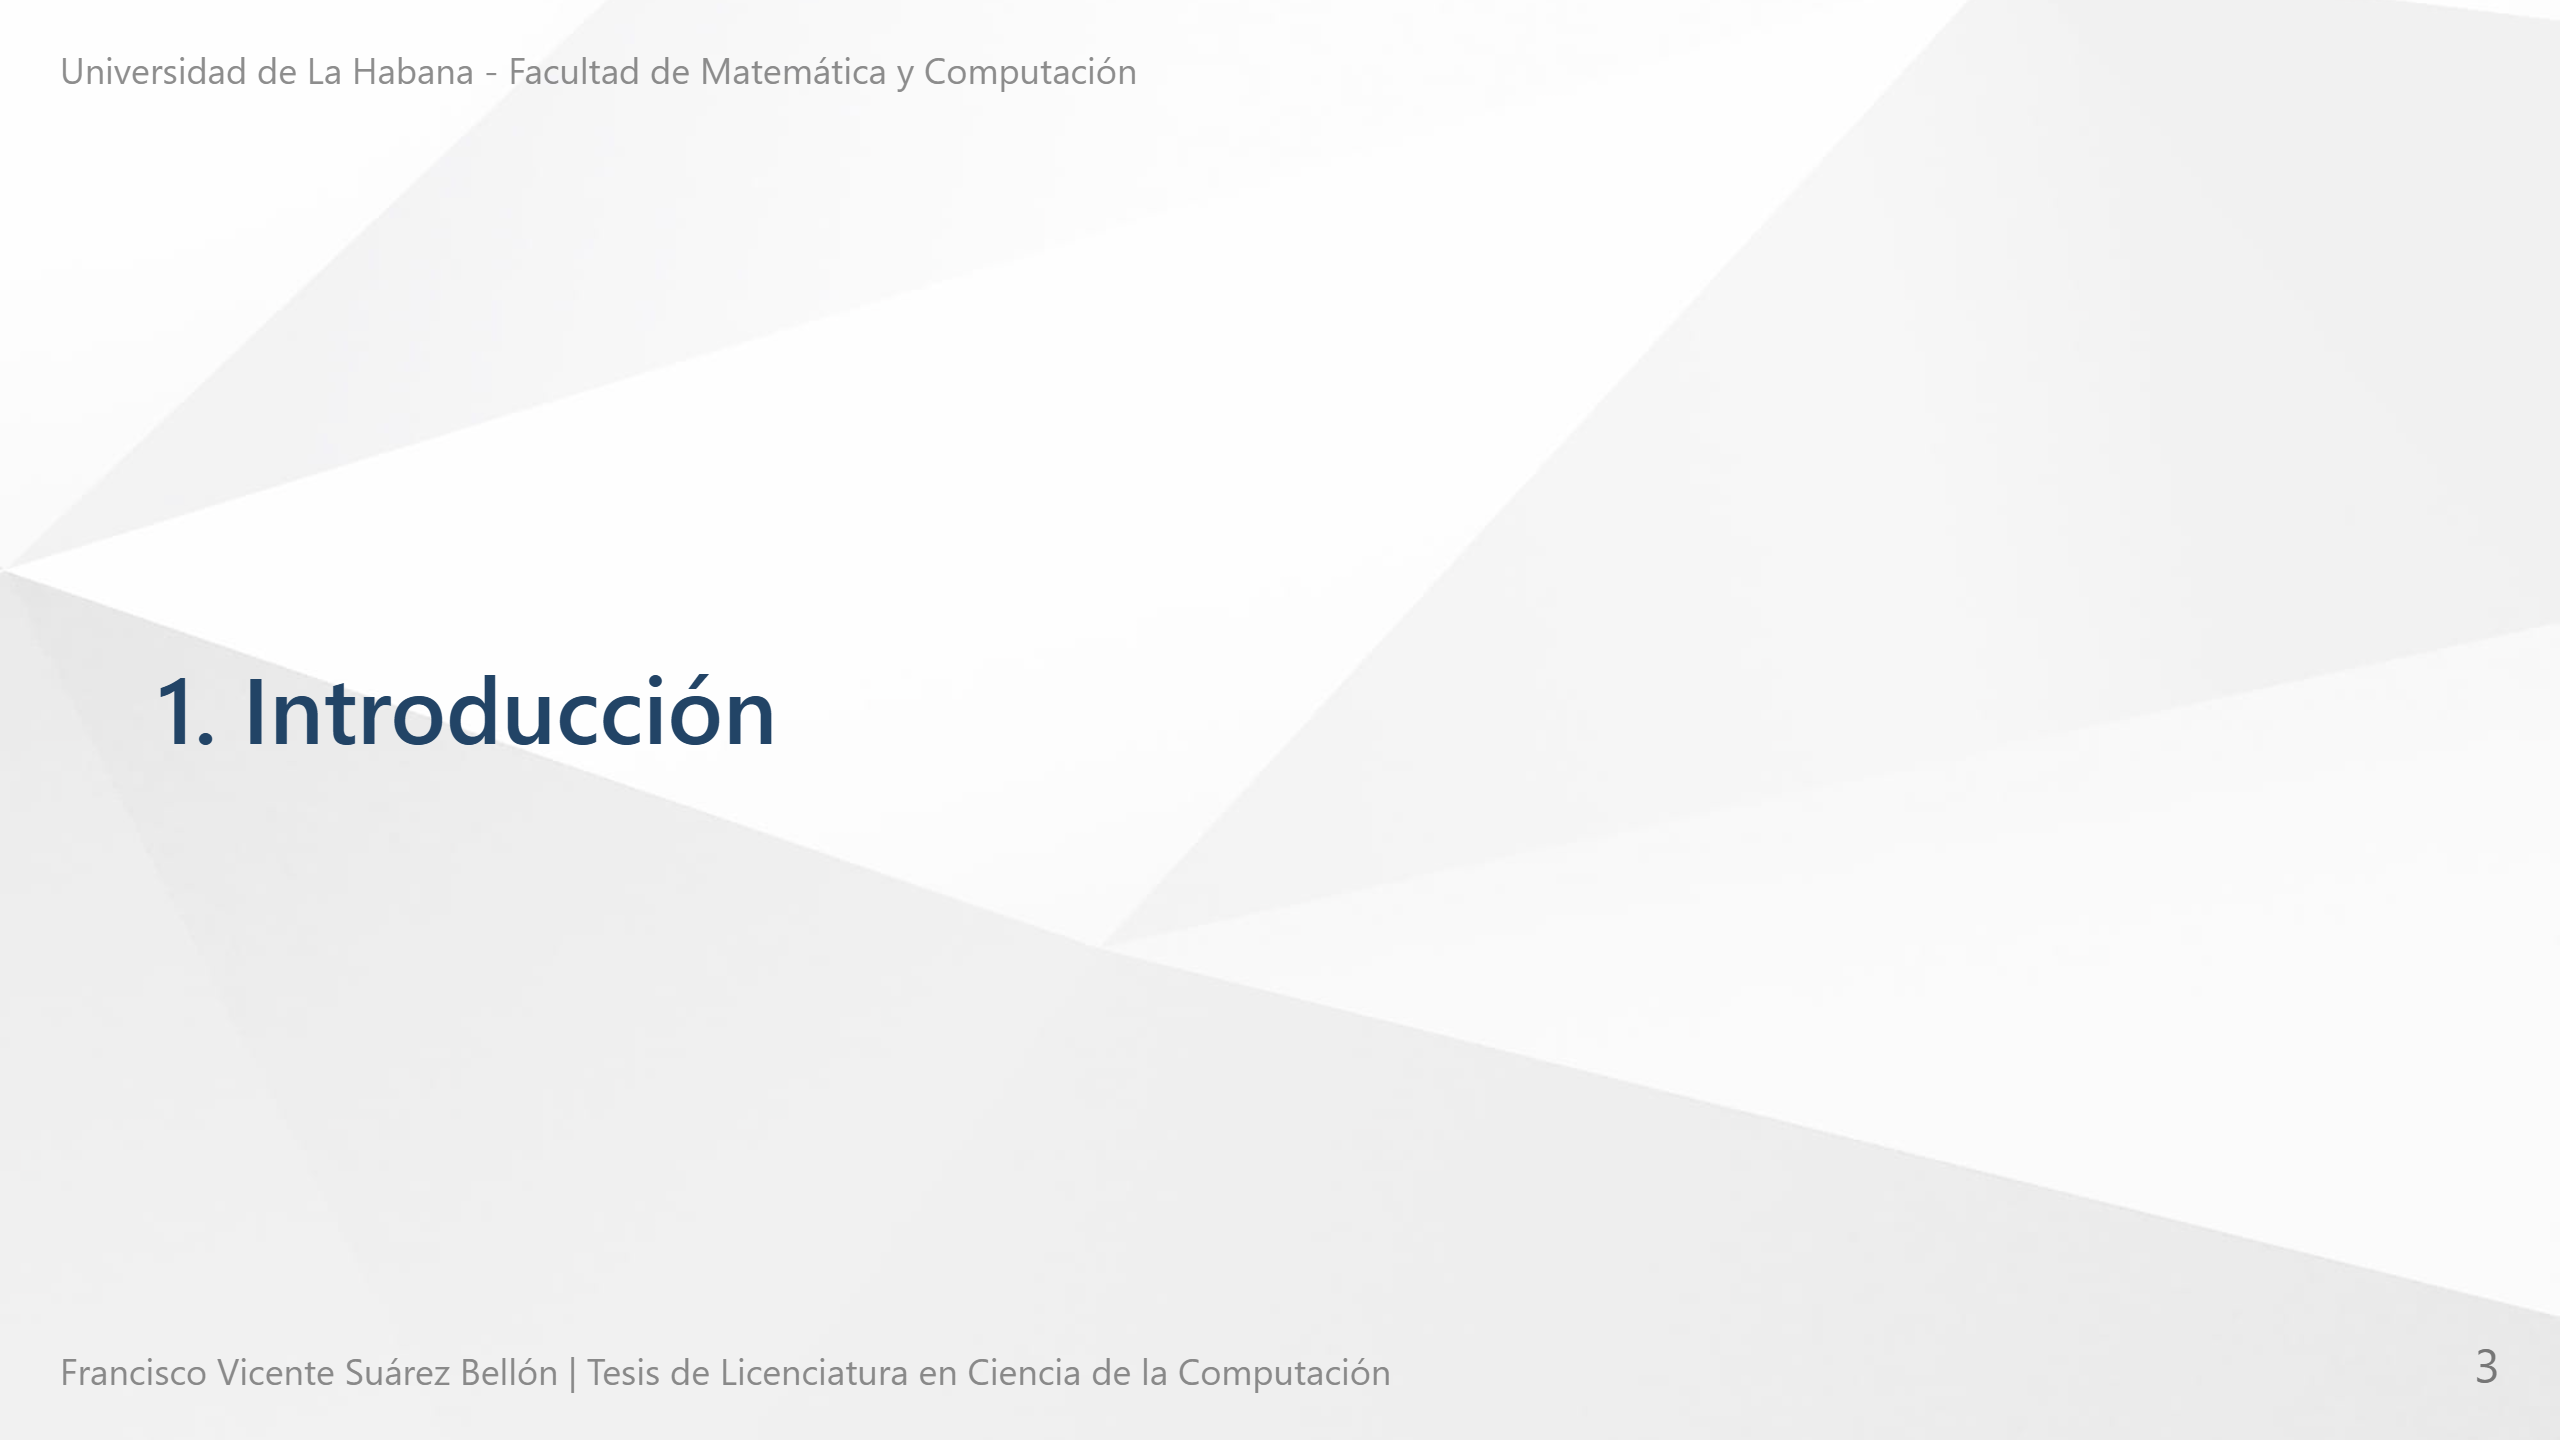 Universidad de La Habana - Facultad de Matemática y Computación
1. Introducción
Francisco Vicente Suárez Bellón | Tesis de Licenciatura en Ciencia de la Computación
3